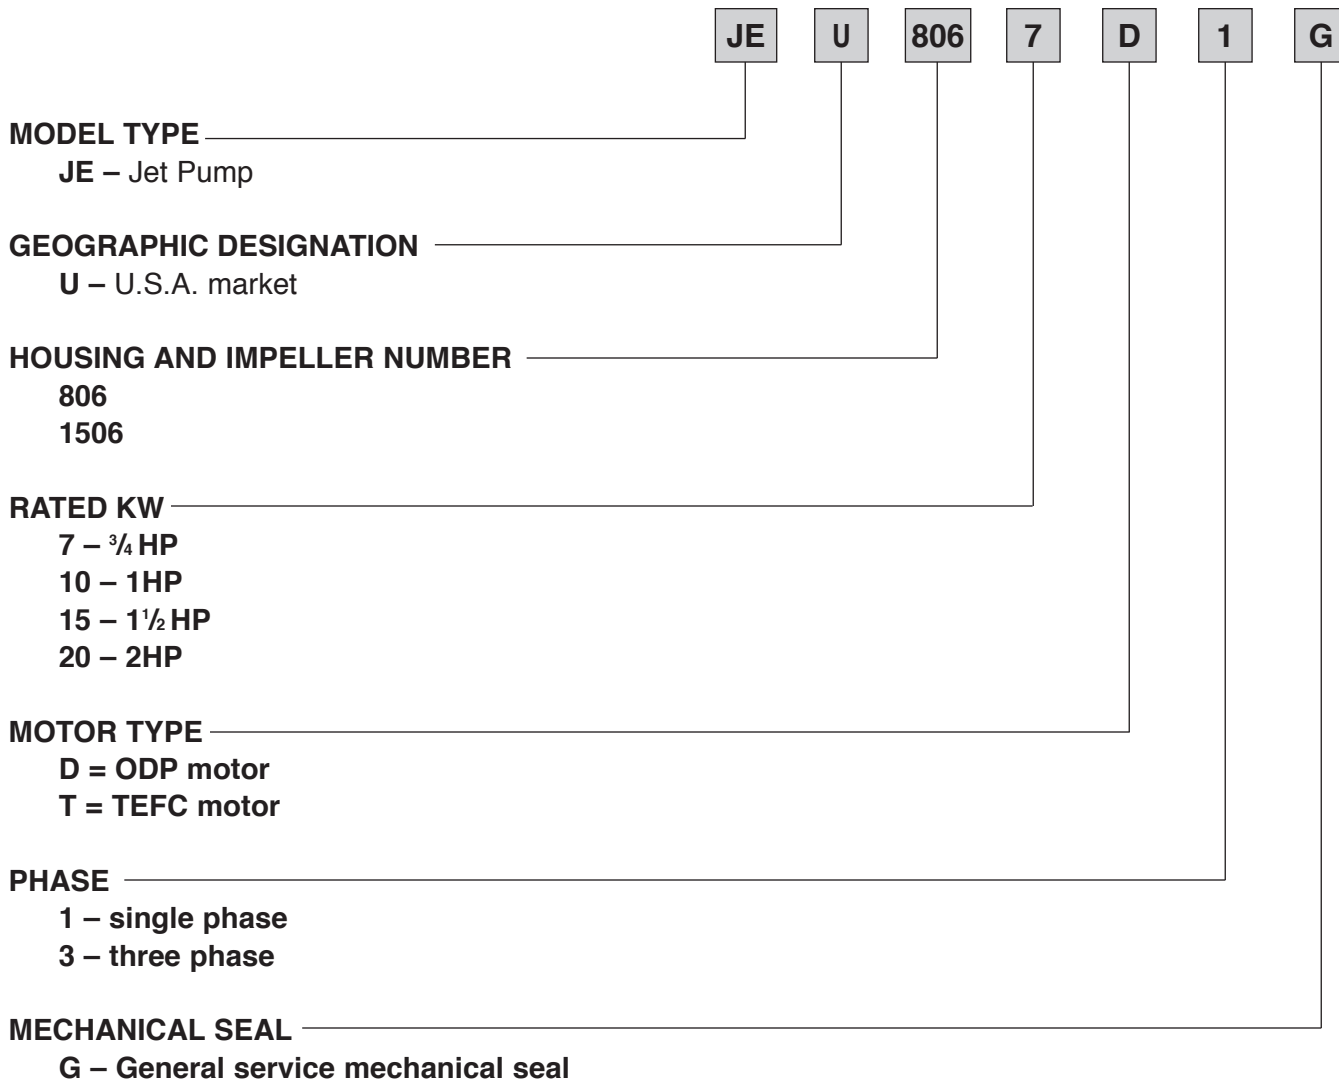 JE U 806 7 D 1 G
MODEL TYPE
JE – Jet Pump
GEOGRAPHIC DESIGNATION
U – U.S.A. market
HOUSING AND IMPELLER NUMBER
806
1506
RATED KW
7 – ¾ HP
10 – 1HP
15 – 1½ HP
20 – 2HP
MOTOR TYPE
D = ODP motor
T = TEFC motor
PHASE
1 – single phase
3 – three phase
MECHANICAL SEAL
G – General service mechanical seal